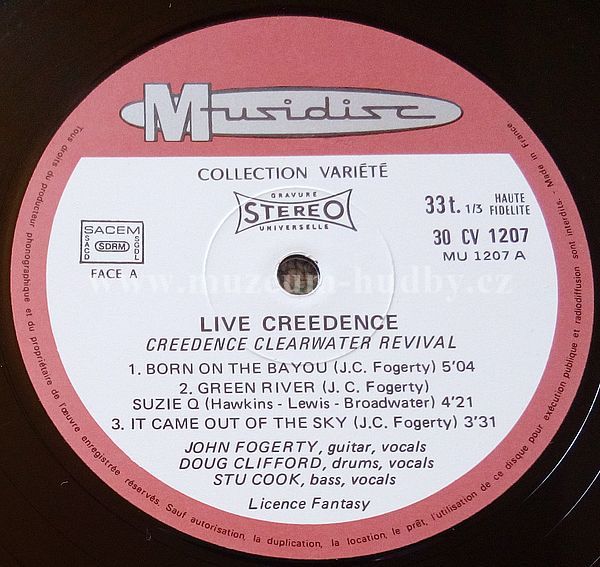 Musidisc
COLLECTION VARIÉTÉ
GRAVURE
STEREO
UNIVERSELLE
33 t. 1/3 HAUTE FIDELITE
30 CV 1207
MU 1207 A
SACEM
SACD SDRM SGDL
FACE A
www.muzeum-hudby.cz
LIVE CREEDENCE
CREEDENCE CLEARWATER REVIVAL
1. BORN ON THE BAYOU (J.C. Fogerty) 5'04
2. GREEN RIVER (J.C. Fogerty)
SUZIE Q (Hawkins - Lewis - Broadwater) 4'21
3. IT CAME OUT OF THE SKY (J.C. Fogerty) 3'31
JOHN FOGERTY, guitar, vocals
DOUG CLIFFORD, drums, vocals
STU COOK, bass, vocals
Licence Fantasy
Tous droits du producteur phonographique et du propriétaire de l'œuvre enregistrée réservés. Sauf autorisation, la duplication, la location, le prêt, l'utilisation de ce disque pour exécution publique et radiodiffusion sont interdits - Made in France